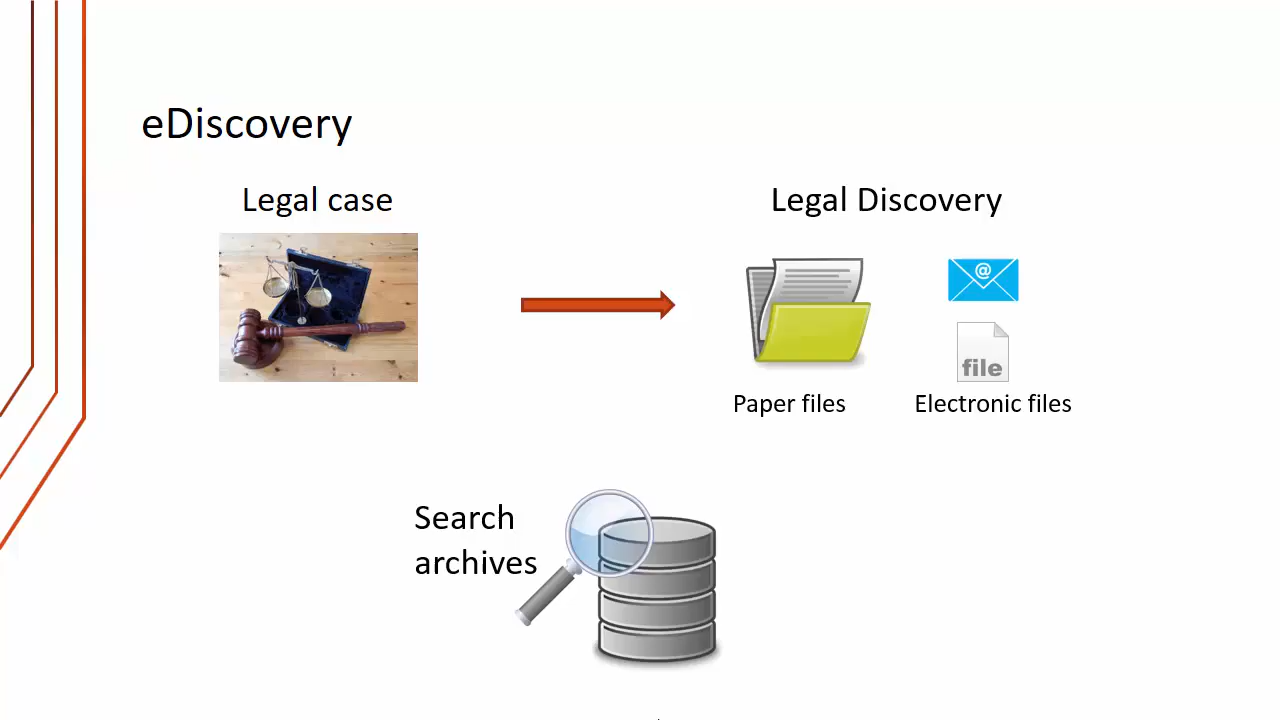 eDiscovery
Legal case
Legal Discovery
@
file
Paper files
Electronic files
Search
archives